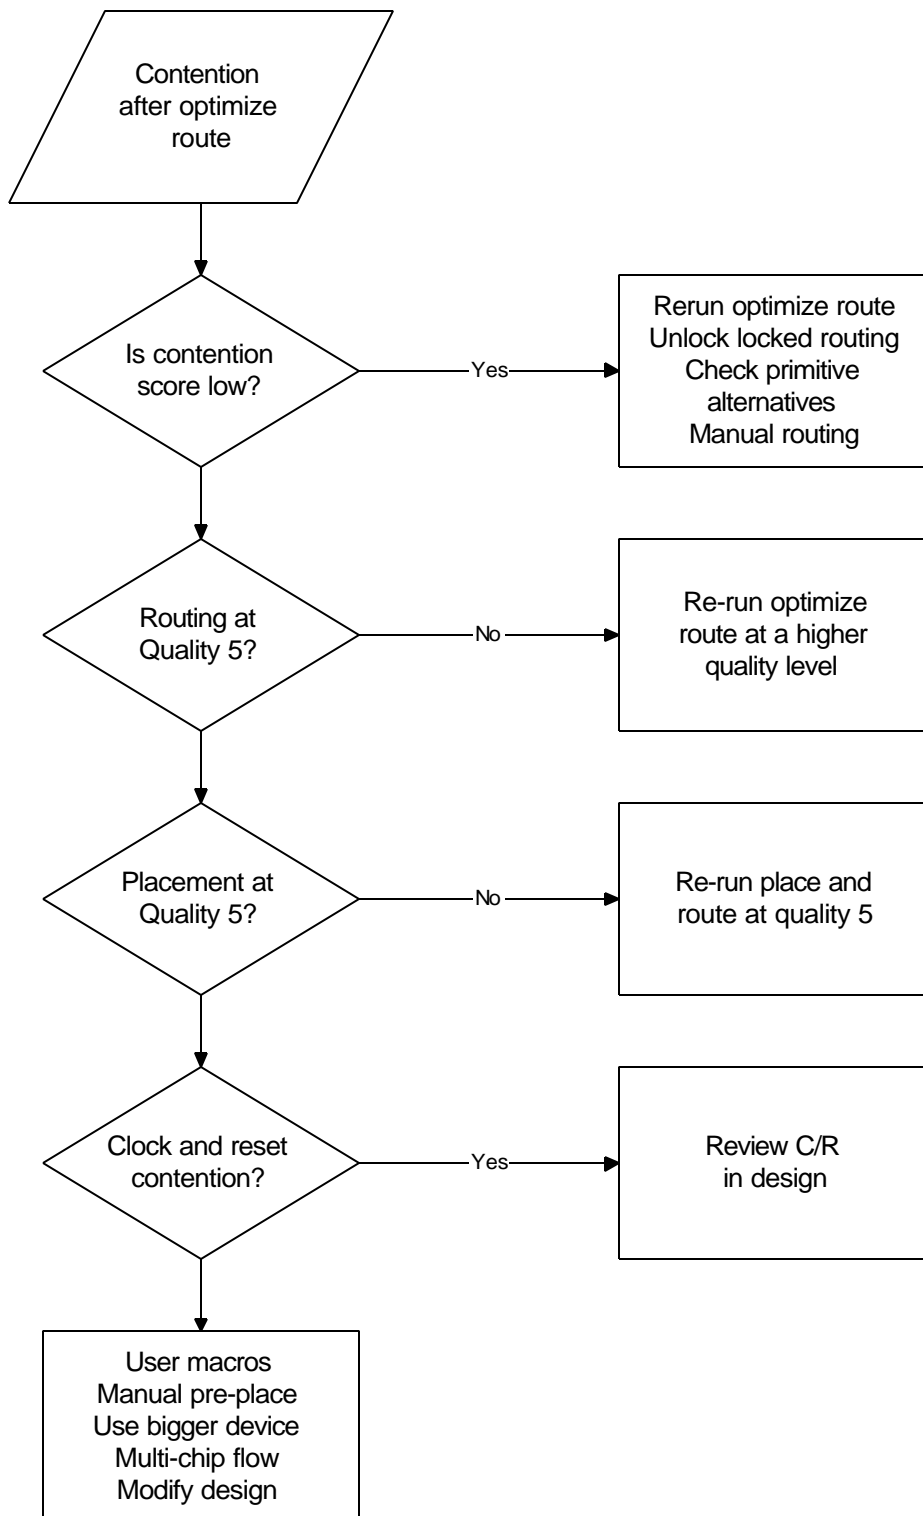 Contention
after optimize
route
Is contention
score low?
Yes
Rerun optimize route
Unlock locked routing
Check primitive
alternatives
Manual routing
Routing at
Quality 5?
No
Re-run optimize
route at a higher
quality level
Placement at
Quality 5?
No
Re-run place and
route at quality 5
Clock and reset
contention?
Yes
Review C/R
in design
User macros
Manual pre-place
Use bigger device
Multi-chip flow
Modify design